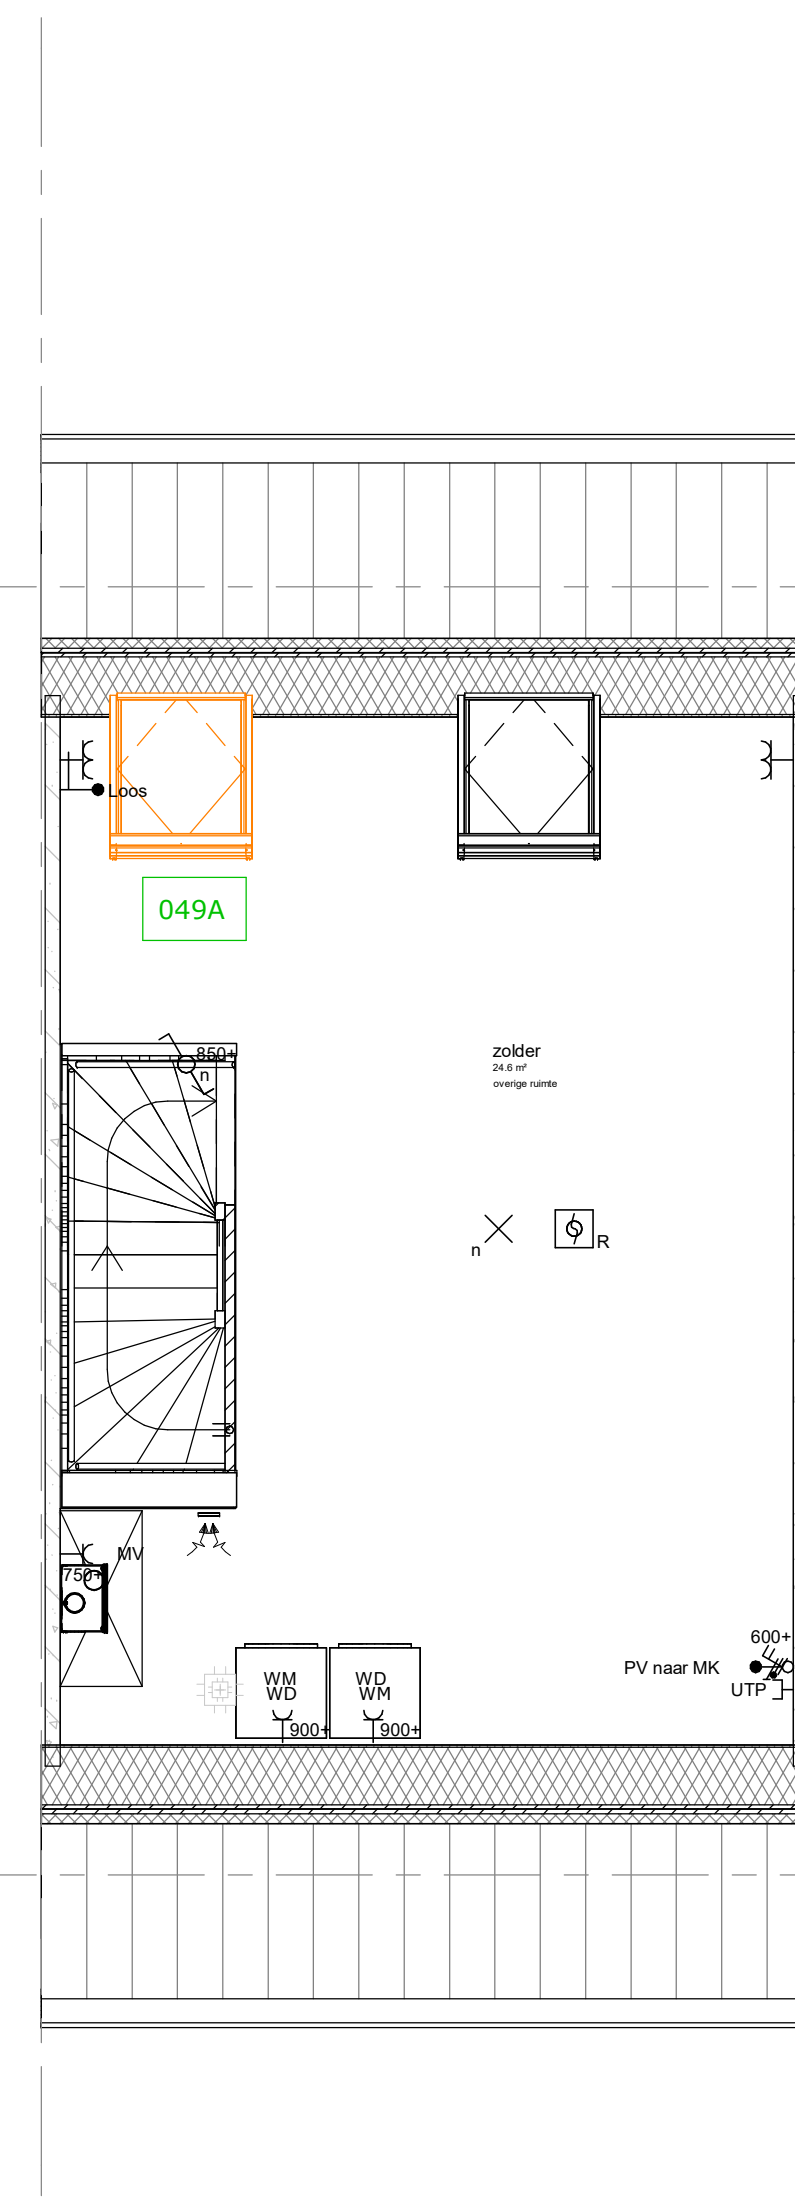 Loos
049A
850+
n
zolder
24.6 m²
overige ruimte
n
R
MV
750+
WM
WD
WD
WM
900+
900+
600+
PV naar MK
UTP